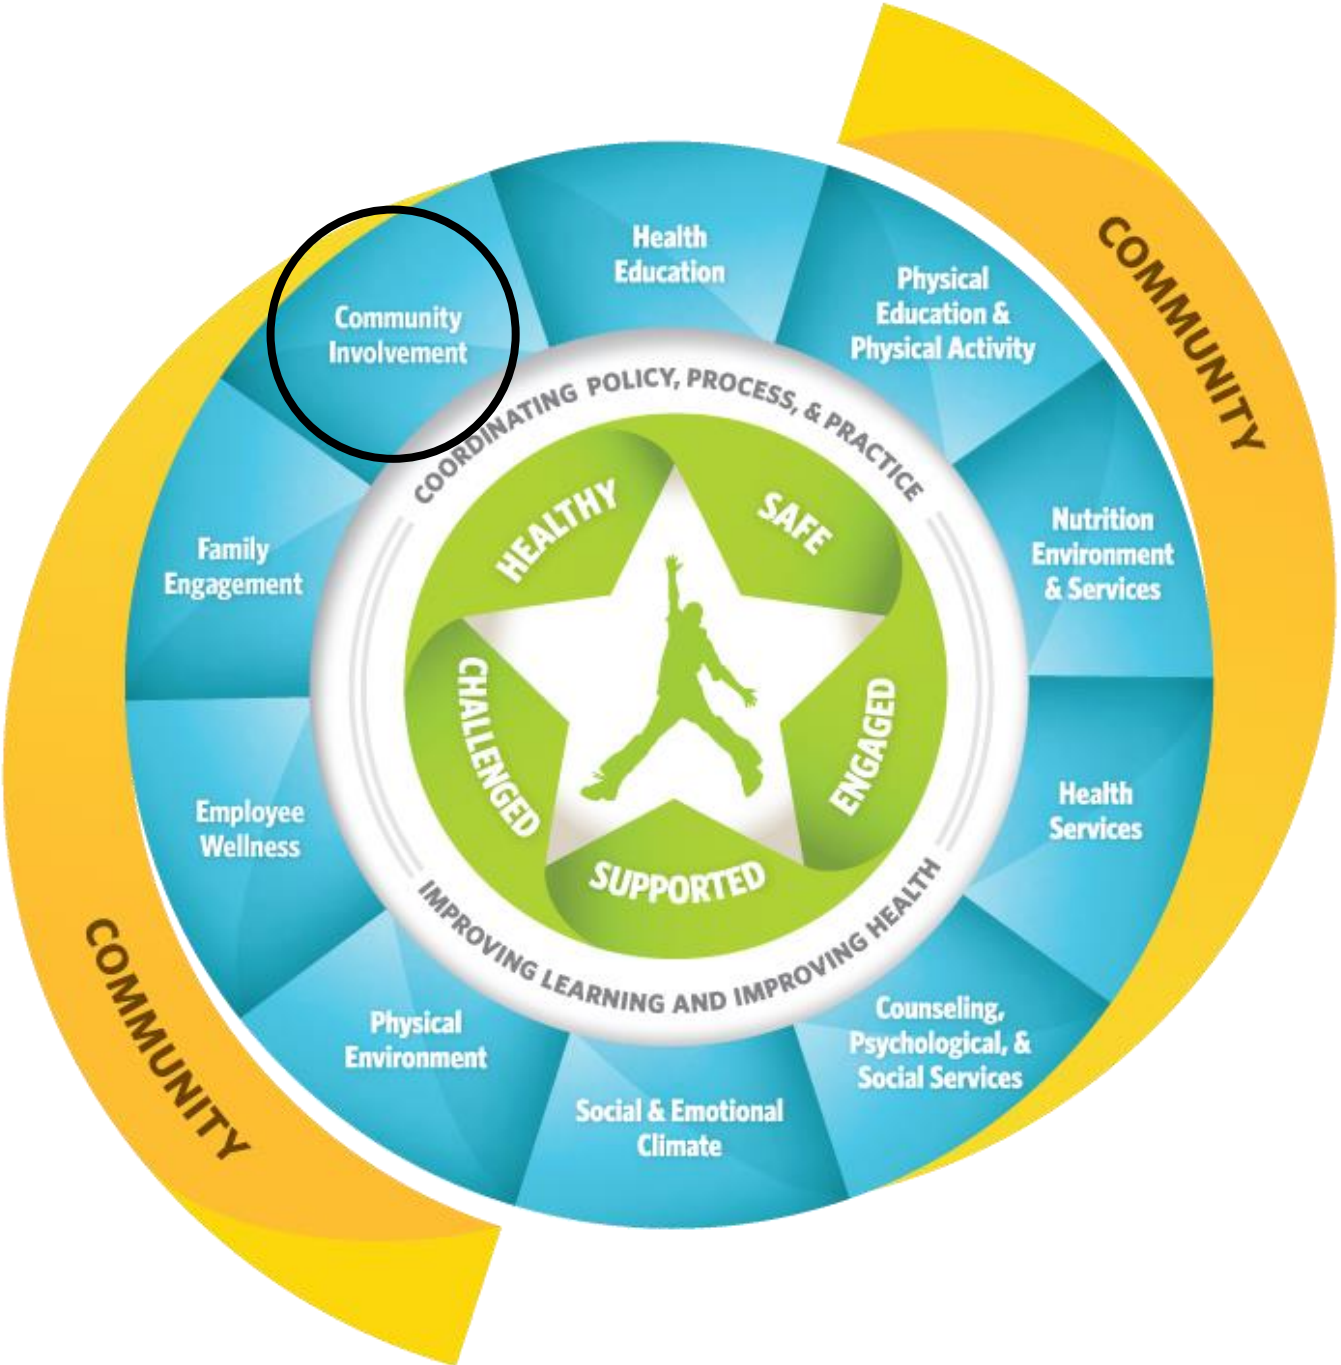 Health
Education
Physical
Education &
Physical Activity
Nutrition
Environment
& Services
Health
Services
Counseling,
Psychological, &
Social Services
Social & Emotional
Climate
Physical
Environment
Employee
Wellness
Family
Engagement
Community
Involvement
COMMUNITY
COMMUNITY
COORDINATING POLICY, PROCESS, & PRACTICE
IMPROVING LEARNING AND IMPROVING HEALTH
HEALTHY
SAFE
ENGAGED
SUPPORTED
CHALLENGED